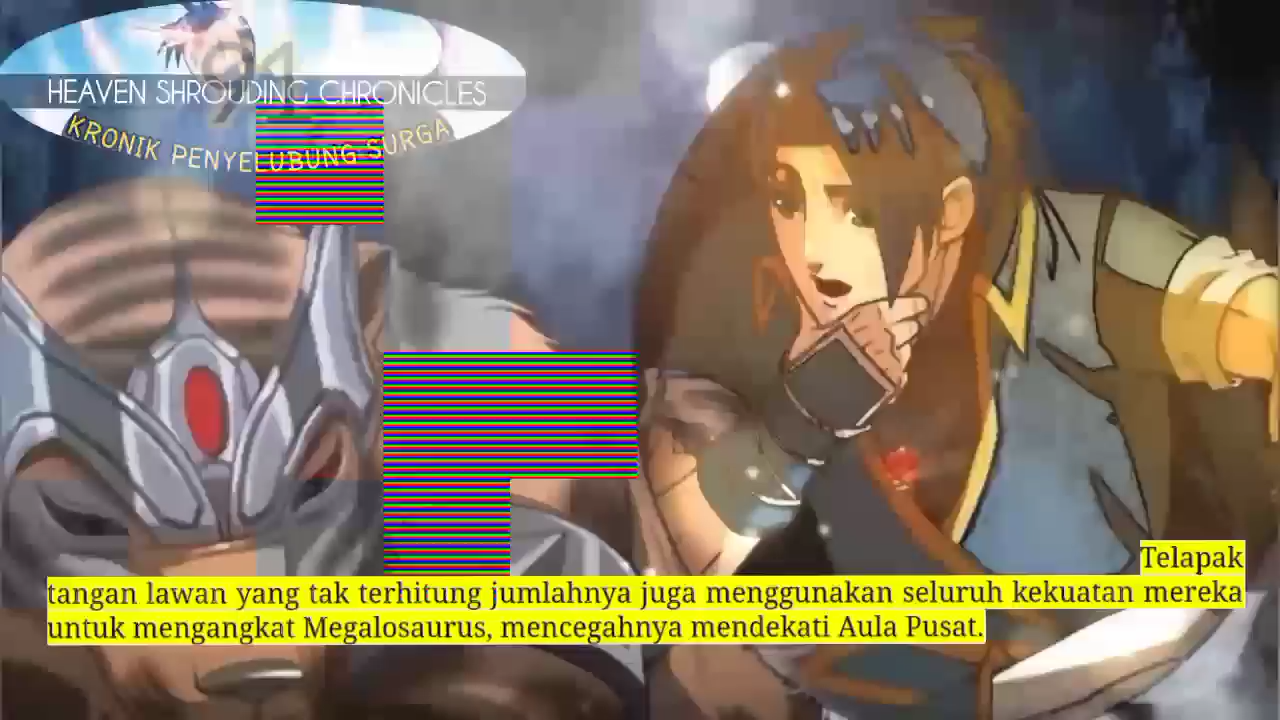 94
HEAVEN SHROUDING CHRONICLES
KRONIK PENYELUBUNG SURGA
Telapak
tangan lawan yang tak terhitung jumlahnya juga menggunakan seluruh kekuatan mereka
untuk mengangkat Megalosaurus, mencegahnya mendekati Aula Pusat.